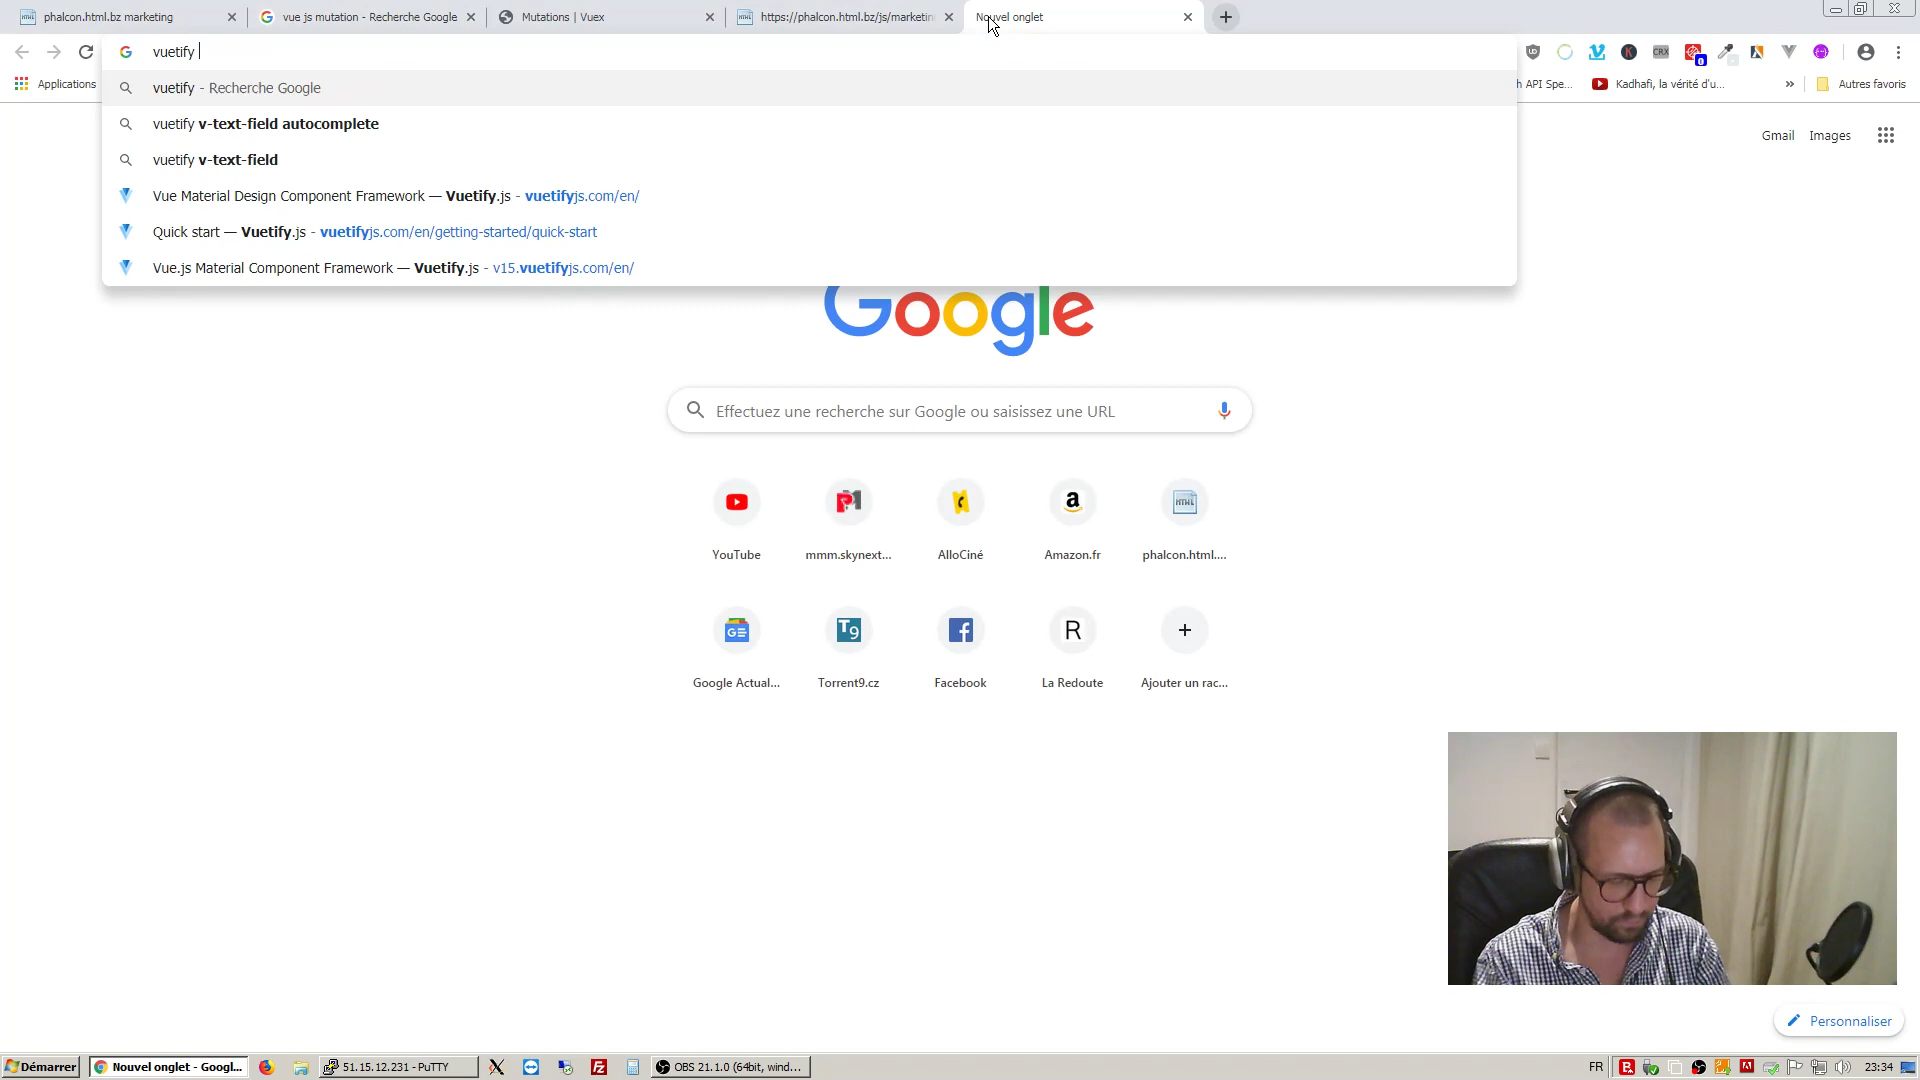 phalcon.html.bz marketing
vue js mutation - Recherche Google
Mutations | Vuex
https://phalcon.html.bz/js/marketin
Nouvel onglet
vuetify
Applications
h API Spe...
Kadhafi, la vérité d'u...
»
Autres favoris
vuetify - Recherche Google
vuetify v-text-field autocomplete
vuetify v-text-field
Vue Material Design Component Framework — Vuetify.js - vuetifyjs.com/en/
Quick start — Vuetify.js - vuetifyjs.com/en/getting-started/quick-start
Vue.js Material Component Framework — Vuetify.js - v15.vuetifyjs.com/en/
Gmail
Images
Google
Effectuez une recherche sur Google ou saisissez une URL
YouTube
mmm.skynext...
AlloCiné
Amazon.fr
phalcon.html....
Google Actual...
Torrent9.cz
Facebook
La Redoute
Ajouter un rac...
Personnaliser
Démarrer
Nouvel onglet - Googl...
51.15.12.231 - PuTTY
OBS 21.1.0 (64bit, wind...
FR
23:34